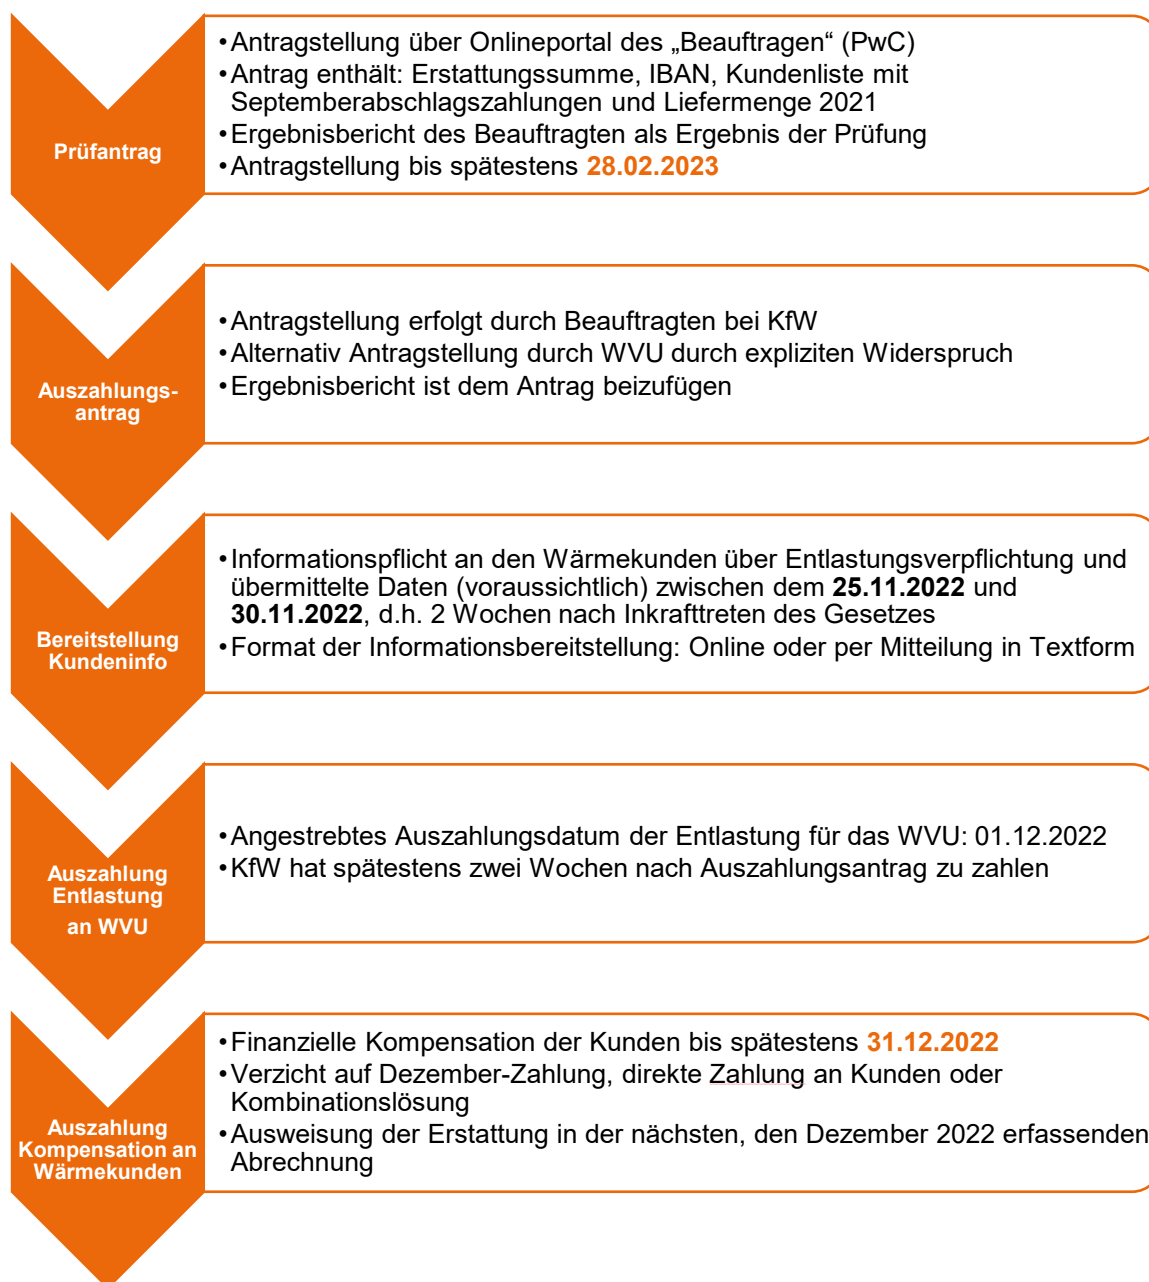 Prüfantrag
•Antragstellung über Onlineportal des „Beauftragen“ (PwC)
•Antrag enthält: Erstattungssumme, IBAN, Kundenliste mit
Septemberabschlagszahlungen und Liefermenge 2021
•Ergebnisbericht des Beauftragten als Ergebnis der Prüfung
•Antragstellung bis spätestens 28.02.2023
Auszahlungs-
antrag
•Antragstellung erfolgt durch Beauftragten bei KfW
•Alternativ Antragstellung durch WVU durch expliziten Widerspruch
•Ergebnisbericht ist dem Antrag beizufügen
Bereitstellung
Kundeninfo
•Informationspflicht an den Wärmekunden über Entlastungsverpflichtung und
übermittelte Daten (voraussichtlich) zwischen dem 25.11.2022 und
30.11.2022, d.h. 2 Wochen nach Inkrafttreten des Gesetzes
•Format der Informationsbereitstellung: Online oder per Mitteilung in Textform
Auszahlung
Entlastung
an WVU
•Angestrebtes Auszahlungsdatum der Entlastung für das WVU: 01.12.2022
•KfW hat spätestens zwei Wochen nach Auszahlungsantrag zu zahlen
Auszahlung
Kompensation an
Wärmekunden
•Finanzielle Kompensation der Kunden bis spätestens 31.12.2022
•Verzicht auf Dezember-Zahlung, direkte Zahlung an Kunden oder
Kombinationslösung
•Ausweisung der Erstattung in der nächsten, den Dezember 2022 erfassenden
Abrechnung